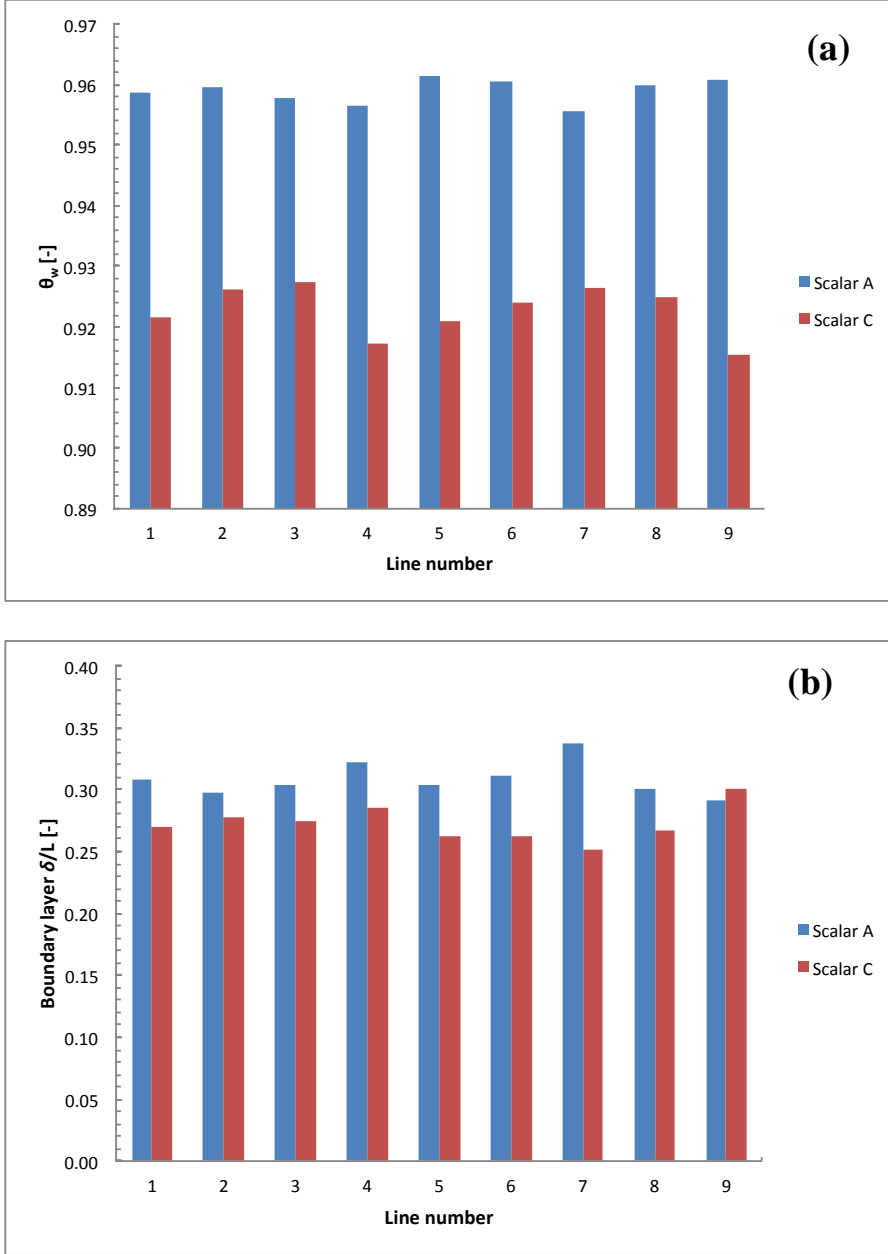 (a)
0.97
0.96
0.95
0.94
0.93
0.92
0.91
0.90
0.89
θw [-]
1 2 3 4 5 6 7 8 9
Line number
Scalar A
Scalar C
(b)
0.40
0.35
0.30
0.25
0.20
0.15
0.10
0.05
0.00
Boundary layer δ/L [-]
1 2 3 4 5 6 7 8 9
Line number
Scalar A
Scalar C